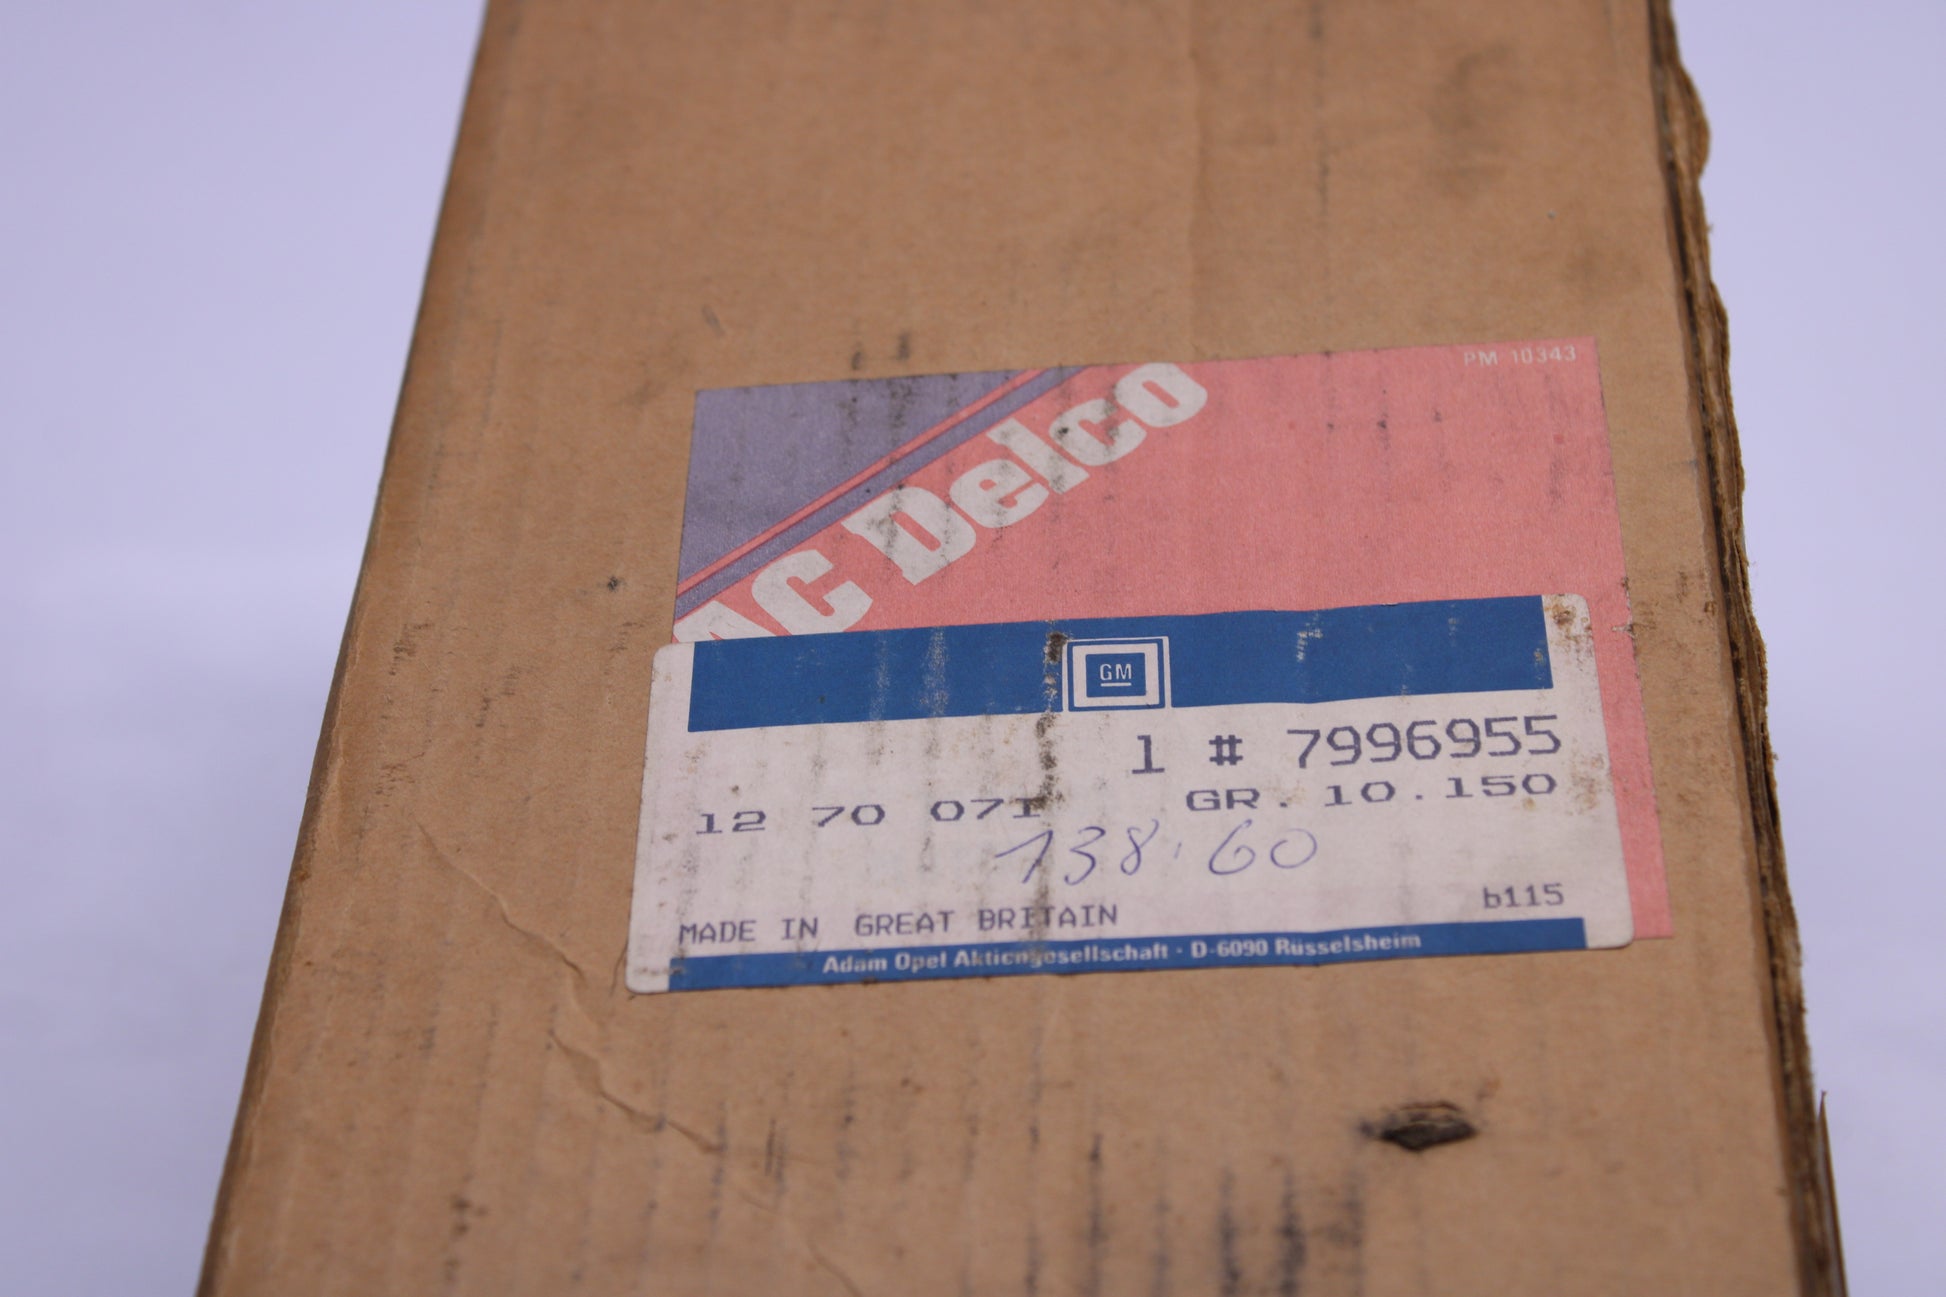 PM 10343
AC Delco
GM
1 # 7996955
12 70 071 GR. 10.150
138.60
b115
MADE IN GREAT BRITAIN
Adam Opel Aktiengesellschaft · D-6090 Rüsselsheim